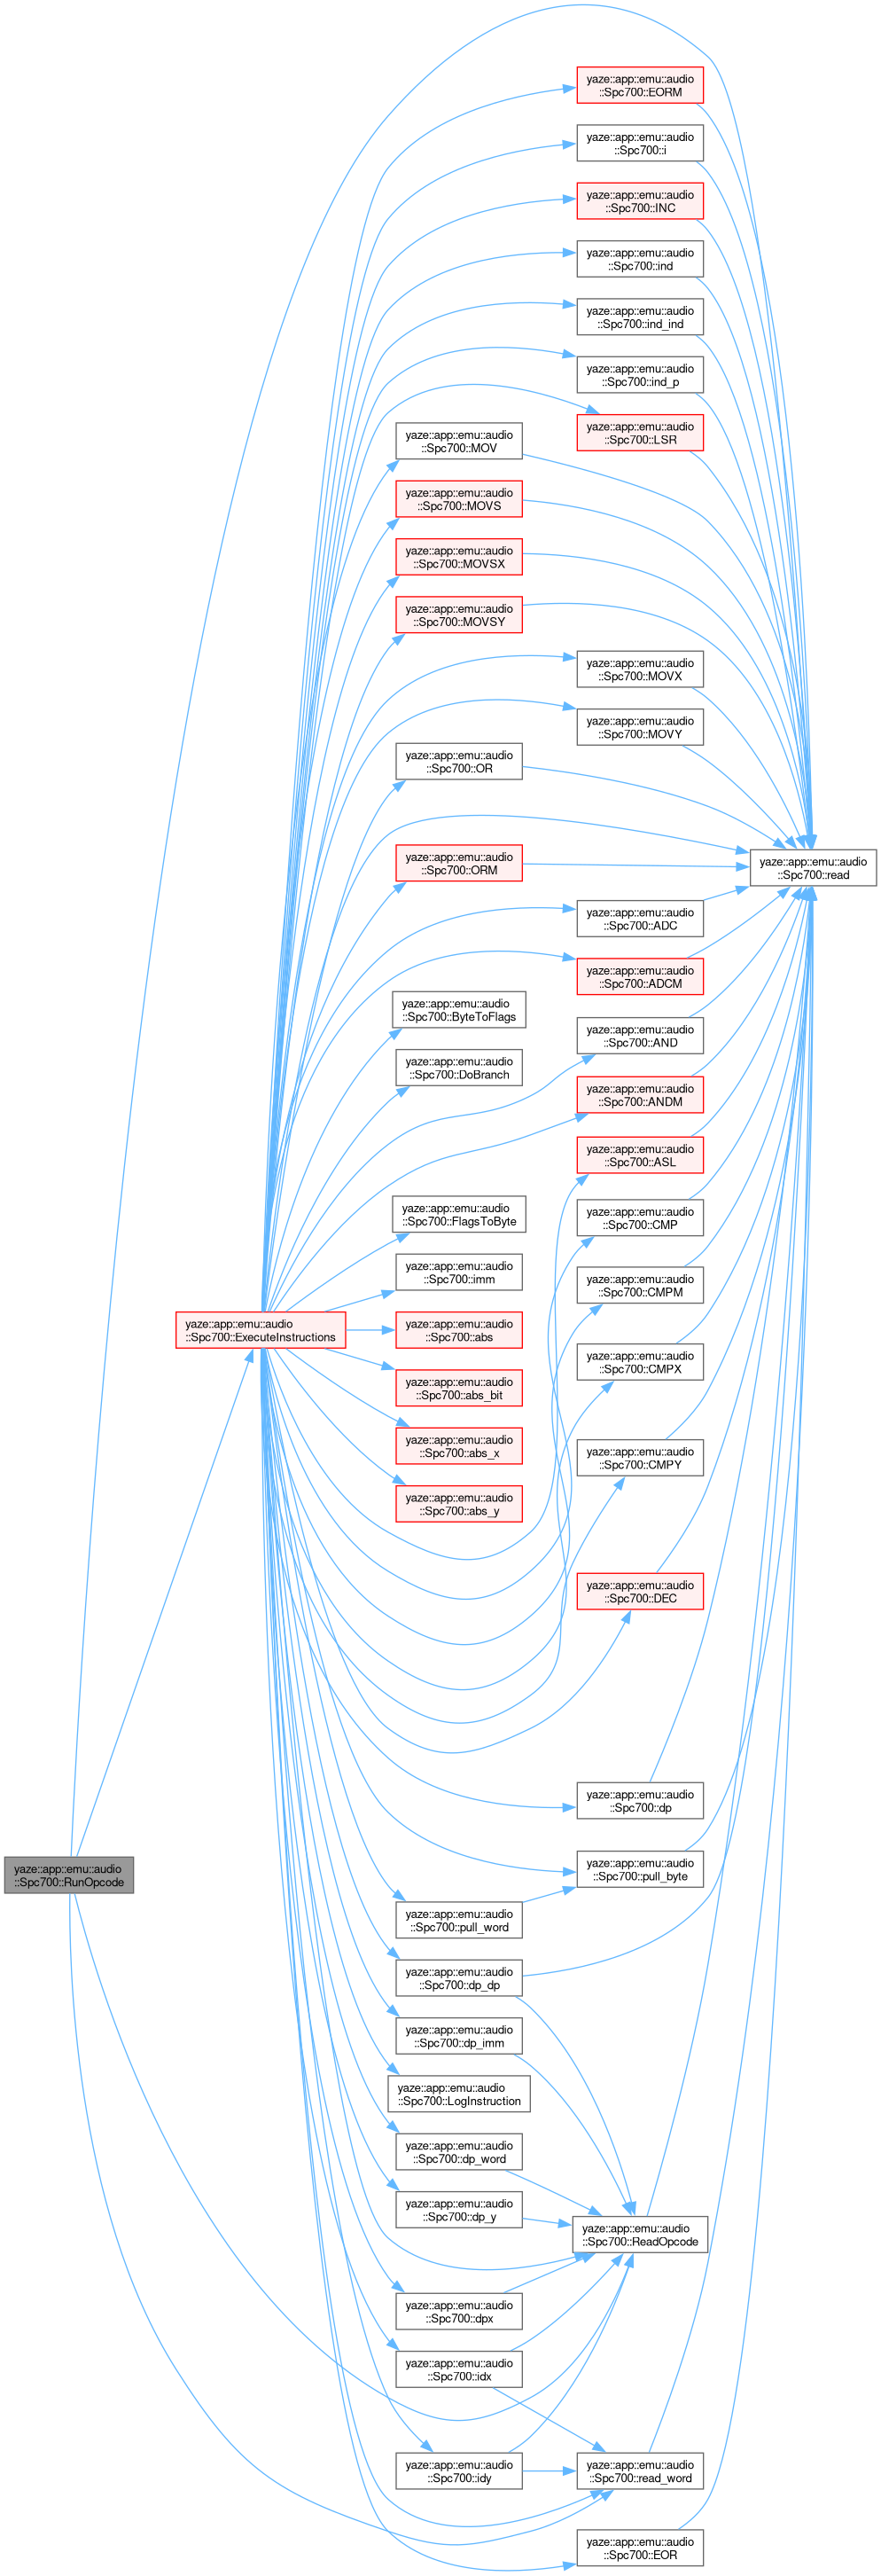 yaze::app::emu::audio
::Spc700::EORM
yaze::app::emu::audio
::Spc700::i
yaze::app::emu::audio
::Spc700::INC
yaze::app::emu::audio
::Spc700::ind
yaze::app::emu::audio
::Spc700::ind_ind
yaze::app::emu::audio
::Spc700::ind_p
yaze::app::emu::audio
::Spc700::LSR
yaze::app::emu::audio
::Spc700::MOV
yaze::app::emu::audio
::Spc700::MOVS
yaze::app::emu::audio
::Spc700::MOVSX
yaze::app::emu::audio
::Spc700::MOVSY
yaze::app::emu::audio
::Spc700::MOVX
yaze::app::emu::audio
::Spc700::MOVY
yaze::app::emu::audio
::Spc700::OR
yaze::app::emu::audio
::Spc700::ORM
yaze::app::emu::audio
::Spc700::read
yaze::app::emu::audio
::Spc700::ADC
yaze::app::emu::audio
::Spc700::ADCM
yaze::app::emu::audio
::Spc700::ByteToFlags
yaze::app::emu::audio
::Spc700::AND
yaze::app::emu::audio
::Spc700::DoBranch
yaze::app::emu::audio
::Spc700::ANDM
yaze::app::emu::audio
::Spc700::ASL
yaze::app::emu::audio
::Spc700::FlagsToByte
yaze::app::emu::audio
::Spc700::CMP
yaze::app::emu::audio
::Spc700::imm
yaze::app::emu::audio
::Spc700::CMPM
yaze::app::emu::audio
::Spc700::ExecuteInstructions
yaze::app::emu::audio
::Spc700::abs
yaze::app::emu::audio
::Spc700::CMPX
yaze::app::emu::audio
::Spc700::abs_bit
yaze::app::emu::audio
::Spc700::abs_x
yaze::app::emu::audio
::Spc700::CMPY
yaze::app::emu::audio
::Spc700::abs_y
yaze::app::emu::audio
::Spc700::DEC
yaze::app::emu::audio
::Spc700::dp
yaze::app::emu::audio
::Spc700::RunOpcode
yaze::app::emu::audio
::Spc700::pull_byte
yaze::app::emu::audio
::Spc700::pull_word
yaze::app::emu::audio
::Spc700::dp_dp
yaze::app::emu::audio
::Spc700::dp_imm
yaze::app::emu::audio
::Spc700::LogInstruction
yaze::app::emu::audio
::Spc700::dp_word
yaze::app::emu::audio
::Spc700::dp_y
yaze::app::emu::audio
::Spc700::ReadOpcode
yaze::app::emu::audio
::Spc700::dpx
yaze::app::emu::audio
::Spc700::idx
yaze::app::emu::audio
::Spc700::idy
yaze::app::emu::audio
::Spc700::read_word
yaze::app::emu::audio
::Spc700::EOR